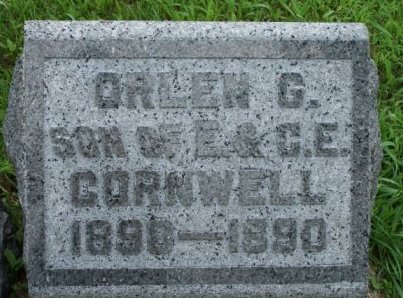 ORLEN G.
SON OF E. & C.E.
CORNWELL
1890—1890